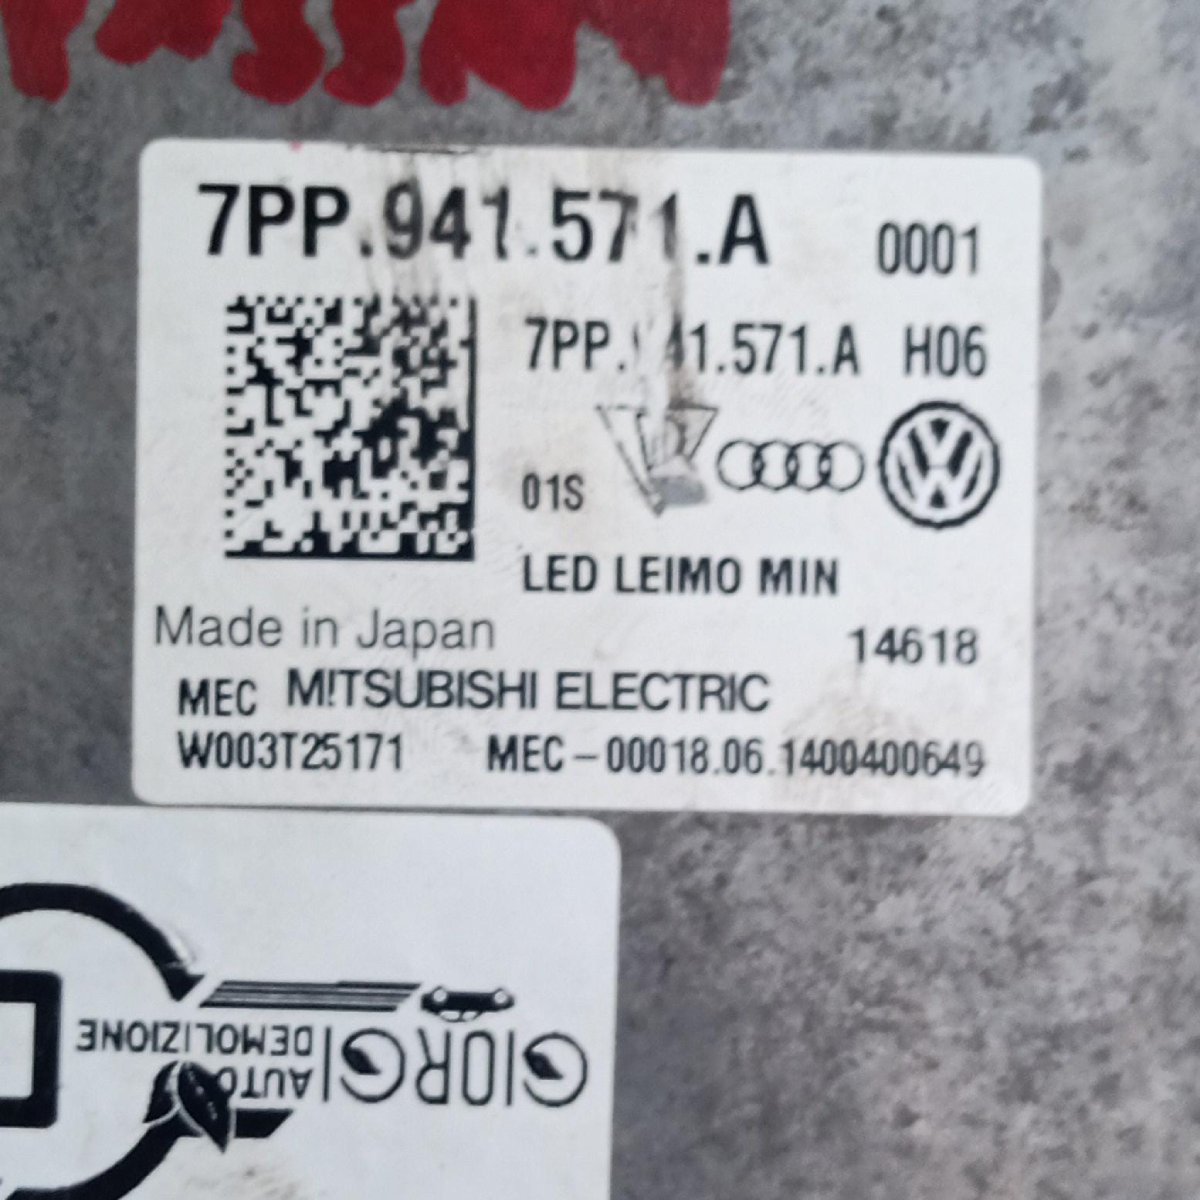 7PP.941.571.A 0001
7PP. 41.571.A H06
01S
LED LEIMO MIN
Made in Japan 14618
MEC MITSUBISHI ELECTRIC
W003T25171 MEC-00018.06.1400400649
GIORGI AUTO
DEMOLIZIONE